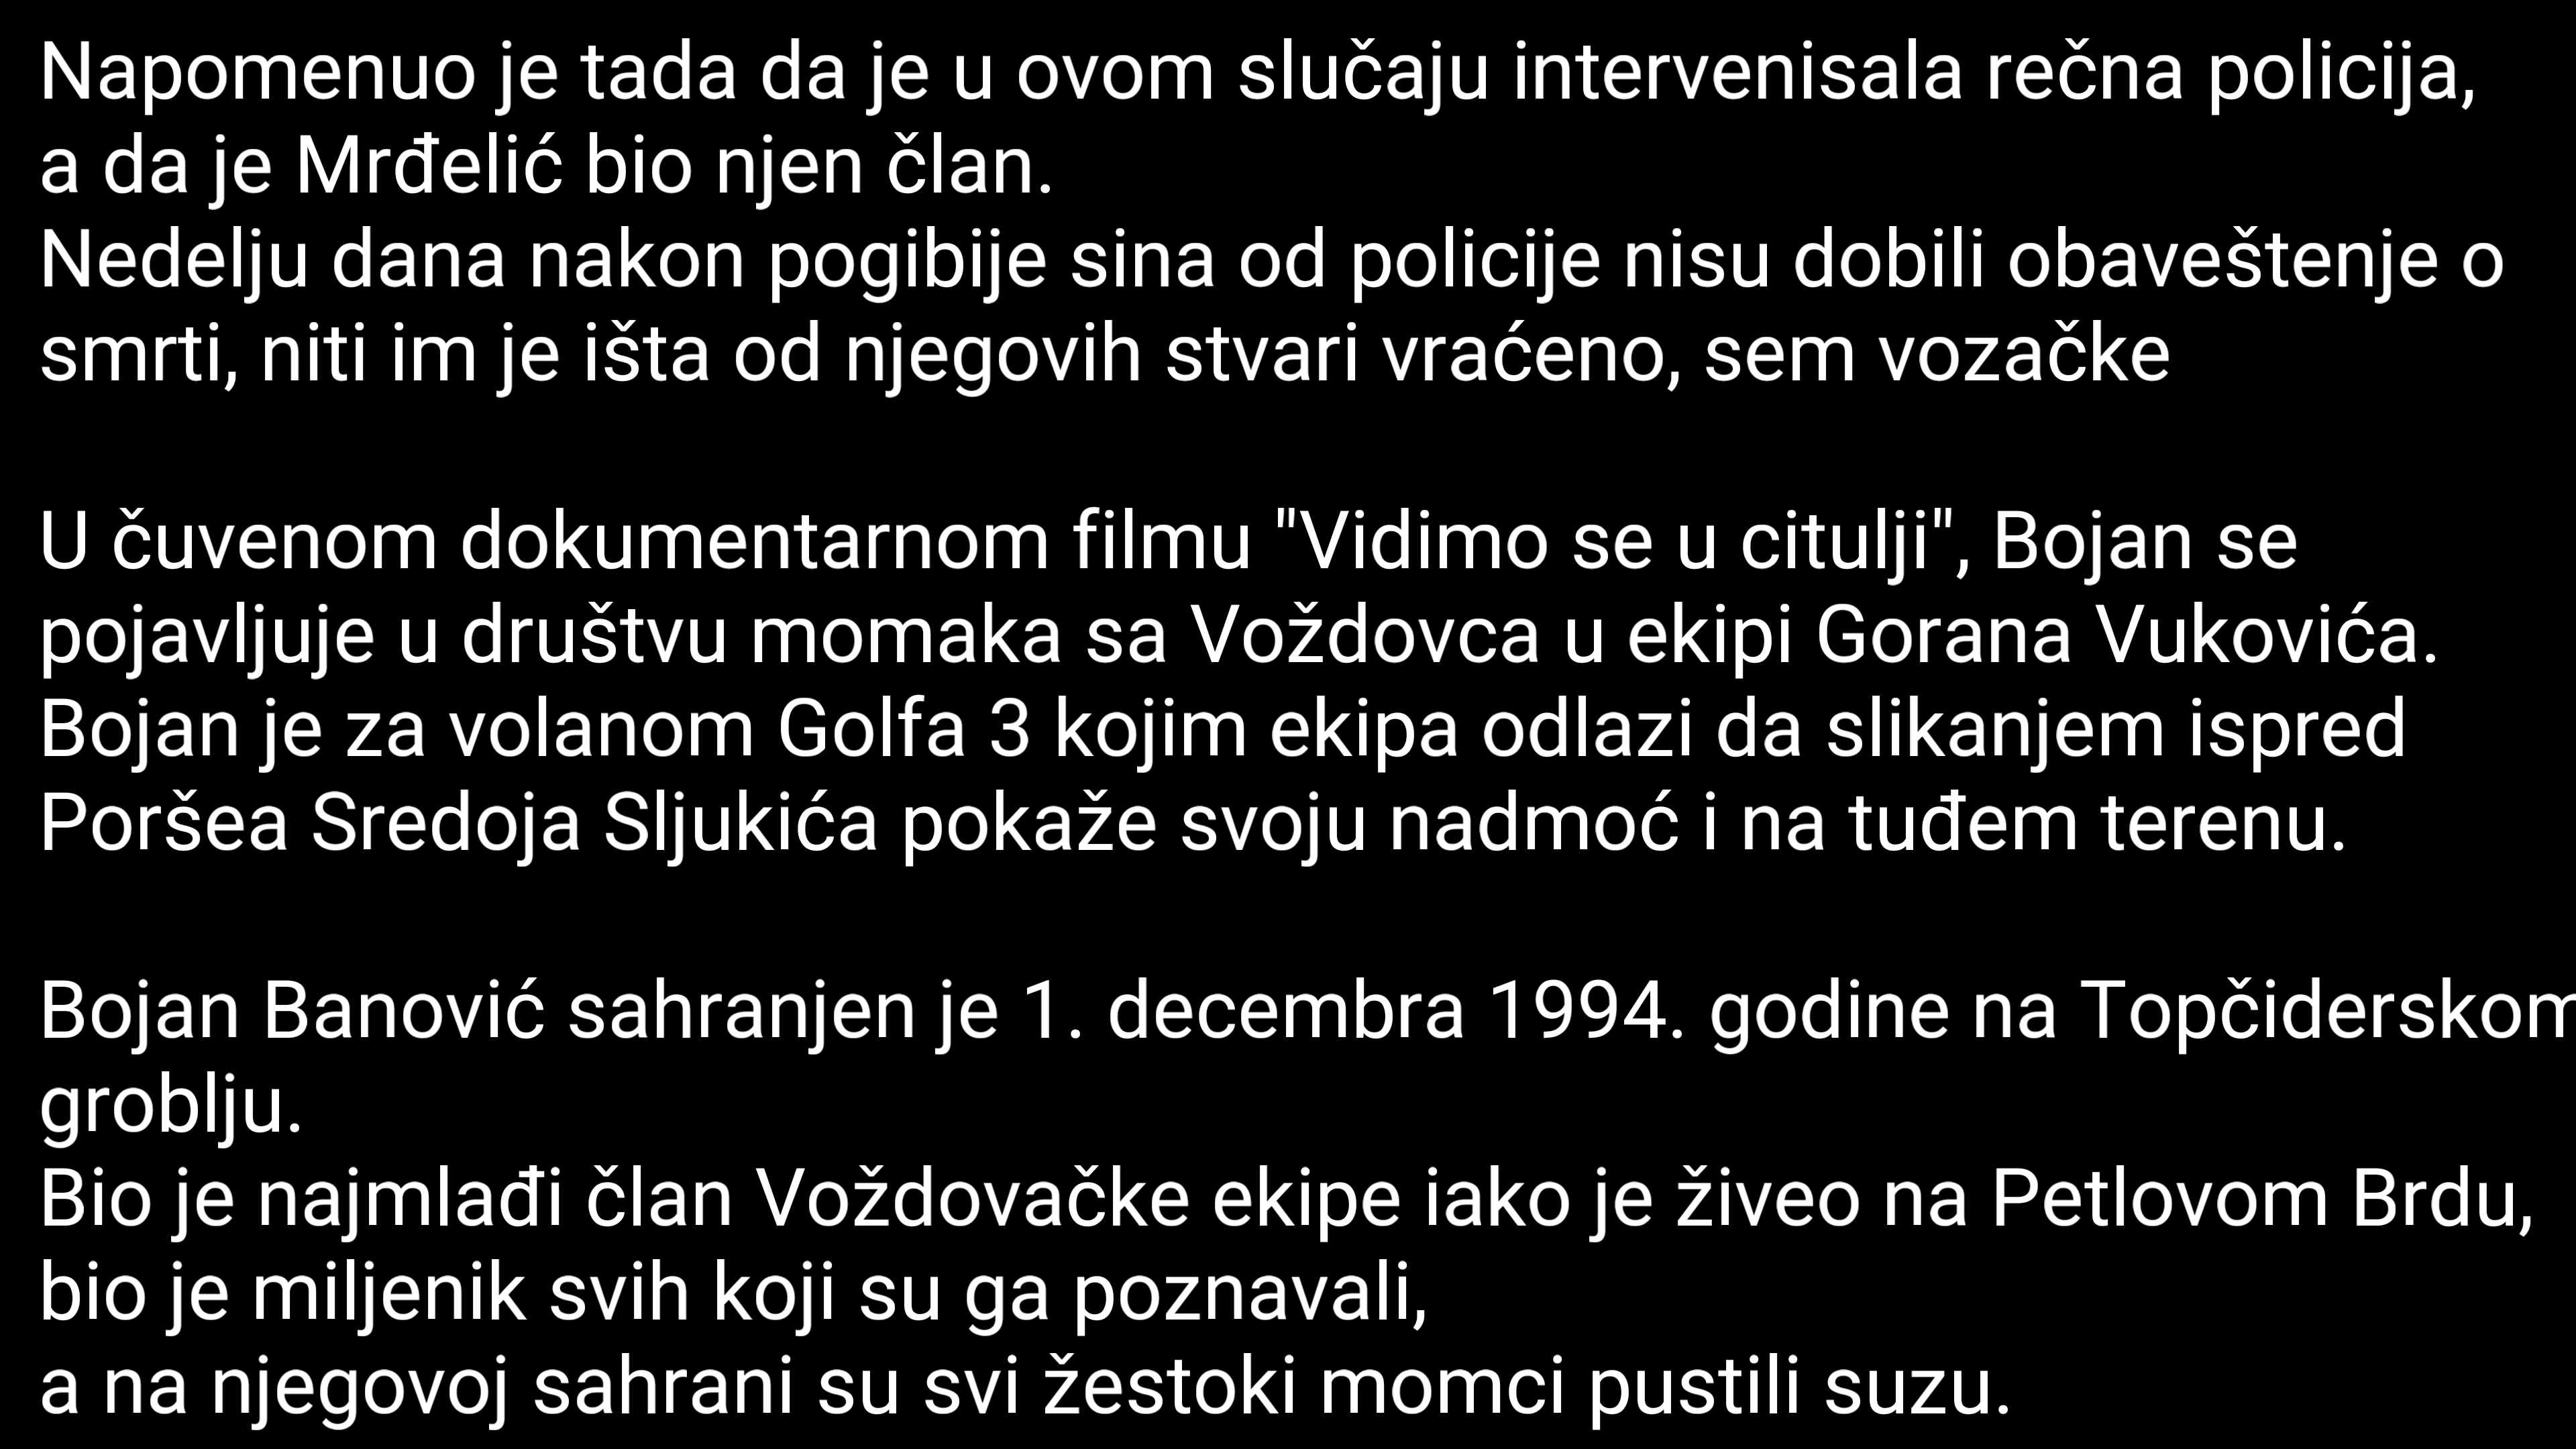 Napomenuo je tada da je u ovom slučaju intervenisala rečna policija,
a da je Mrđelić bio njen član.
Nedelju dana nakon pogibije sina od policije nisu dobili obaveštenje o
smrti, niti im je išta od njegovih stvari vraćeno, sem vozačke
U čuvenom dokumentarnom filmu "Vidimo se u citulji", Bojan se
pojavljuje u društvu momaka sa Voždovca u ekipi Gorana Vukovića.
Bojan je za volanom Golfa 3 kojim ekipa odlazi da slikanjem ispred
Poršea Sredoja Sljukića pokaže svoju nadmoć i na tuđem terenu.
Bojan Banović sahranjen je 1. decembra 1994. godine na Topčiderskom
groblju.
Bio je najmlađi član Voždovačke ekipe iako je živeo na Petlovom Brdu,
bio je miljenik svih koji su ga poznavali,
a na njegovoj sahrani su svi žestoki momci pustili suzu.